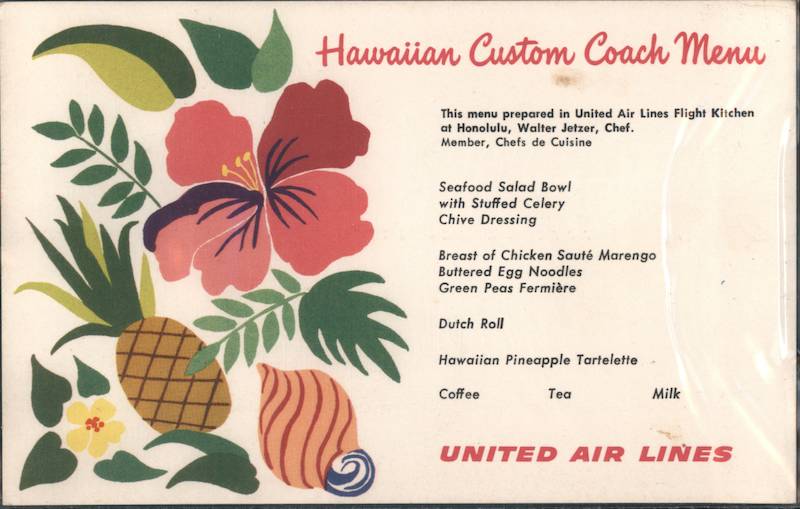 Hawaiian Custom Coach Menu
This menu prepared in United Air Lines Flight Kitchen
at Honolulu, Walter Jetzer, Chef.
Member, Chefs de Cuisine
Seafood Salad Bowl
with Stuffed Celery
Chive Dressing
Breast of Chicken Sauté Marengo
Buttered Egg Noodles
Green Peas Fermière
Dutch Roll
Hawaiian Pineapple Tartelette
Coffee Tea Milk
UNITED AIR LINES